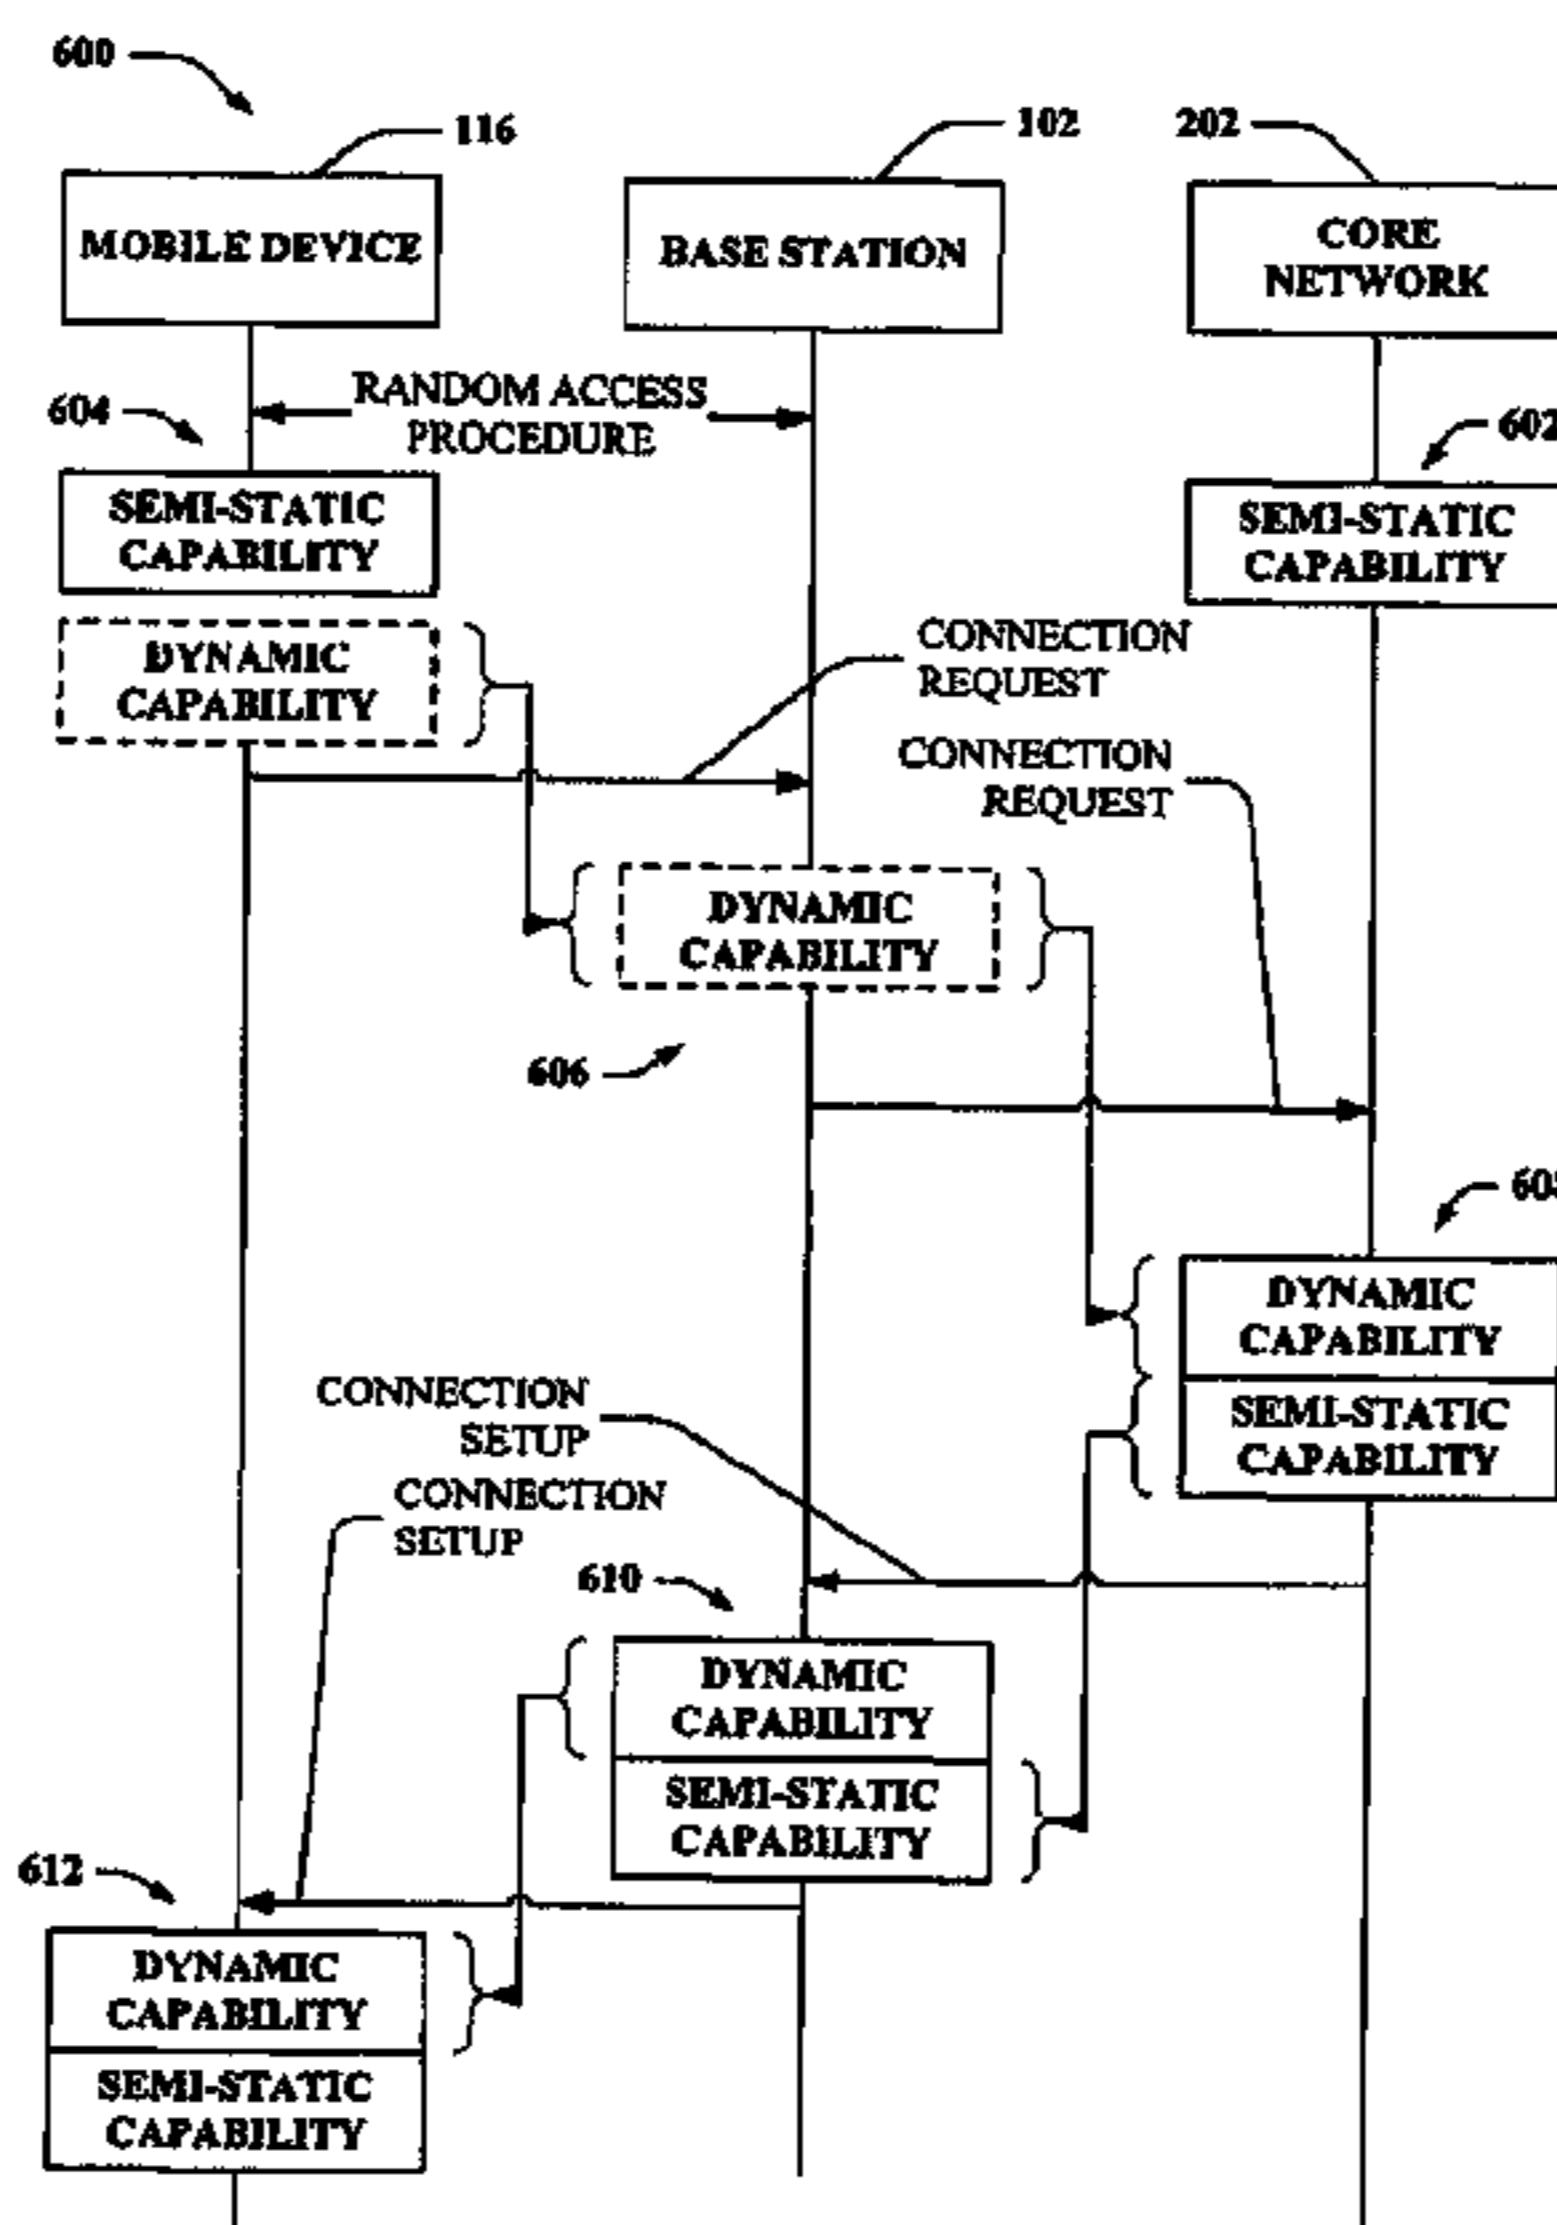 600
116
102
202
MOBILE DEVICE
BASE STATION
CORE
NETWORK
RANDOM ACCESS
PROCEDURE
604
602
SEMI-STATIC
CAPABILITY
SEMI-STATIC
CAPABILITY
DYNAMIC
CAPABILITY
CONNECTION
REQUEST
CONNECTION
REQUEST
DYNAMIC
CAPABILITY
606
DYNAMIC
CAPABILITY
SEMI-STATIC
CAPABILITY
CONNECTION
SETUP
CONNECTION
SETUP
610
DYNAMIC
CAPABILITY
SEMI-STATIC
CAPABILITY
612
DYNAMIC
CAPABILITY
SEMI-STATIC
CAPABILITY